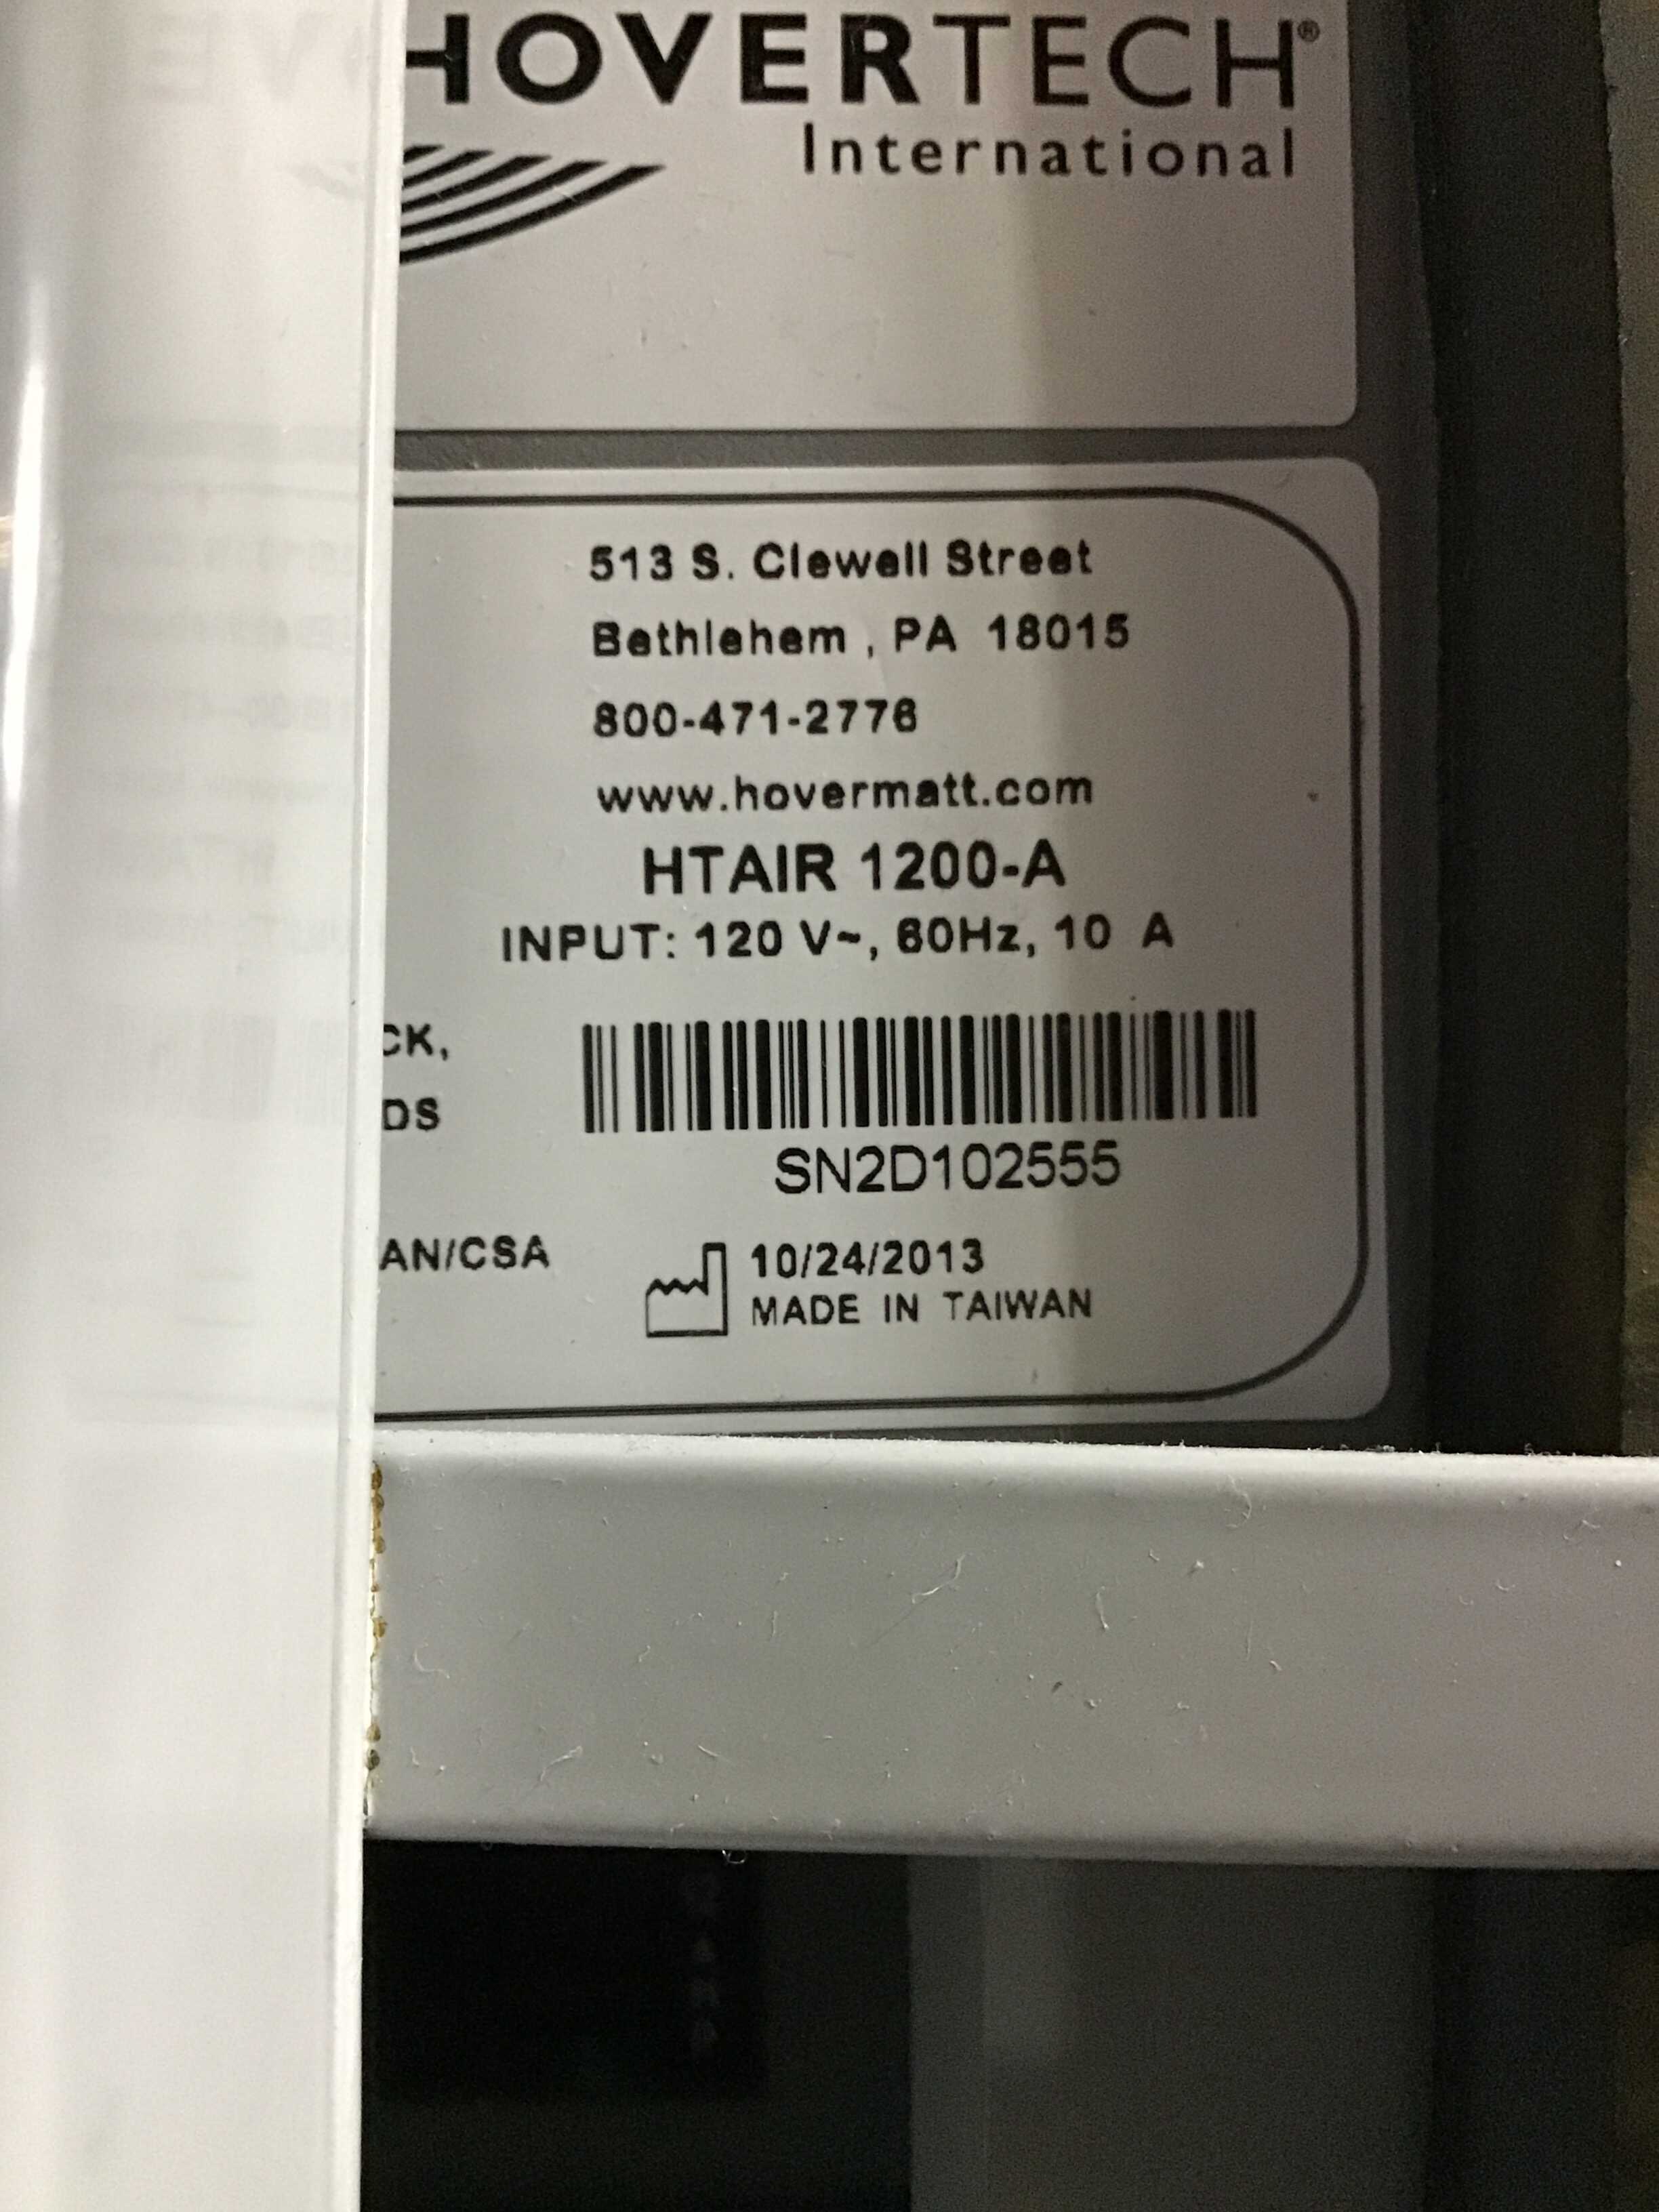 HOVERTECH®
International
513 S. Clewell Street
Bethlehem , PA 18015
800-471-2776
www.hovermatt.com
HTAIR 1200-A
INPUT: 120 V~, 60Hz, 10 A
CK,
DS
SN2D102555
AN/CSA
10/24/2013
MADE IN TAIWAN